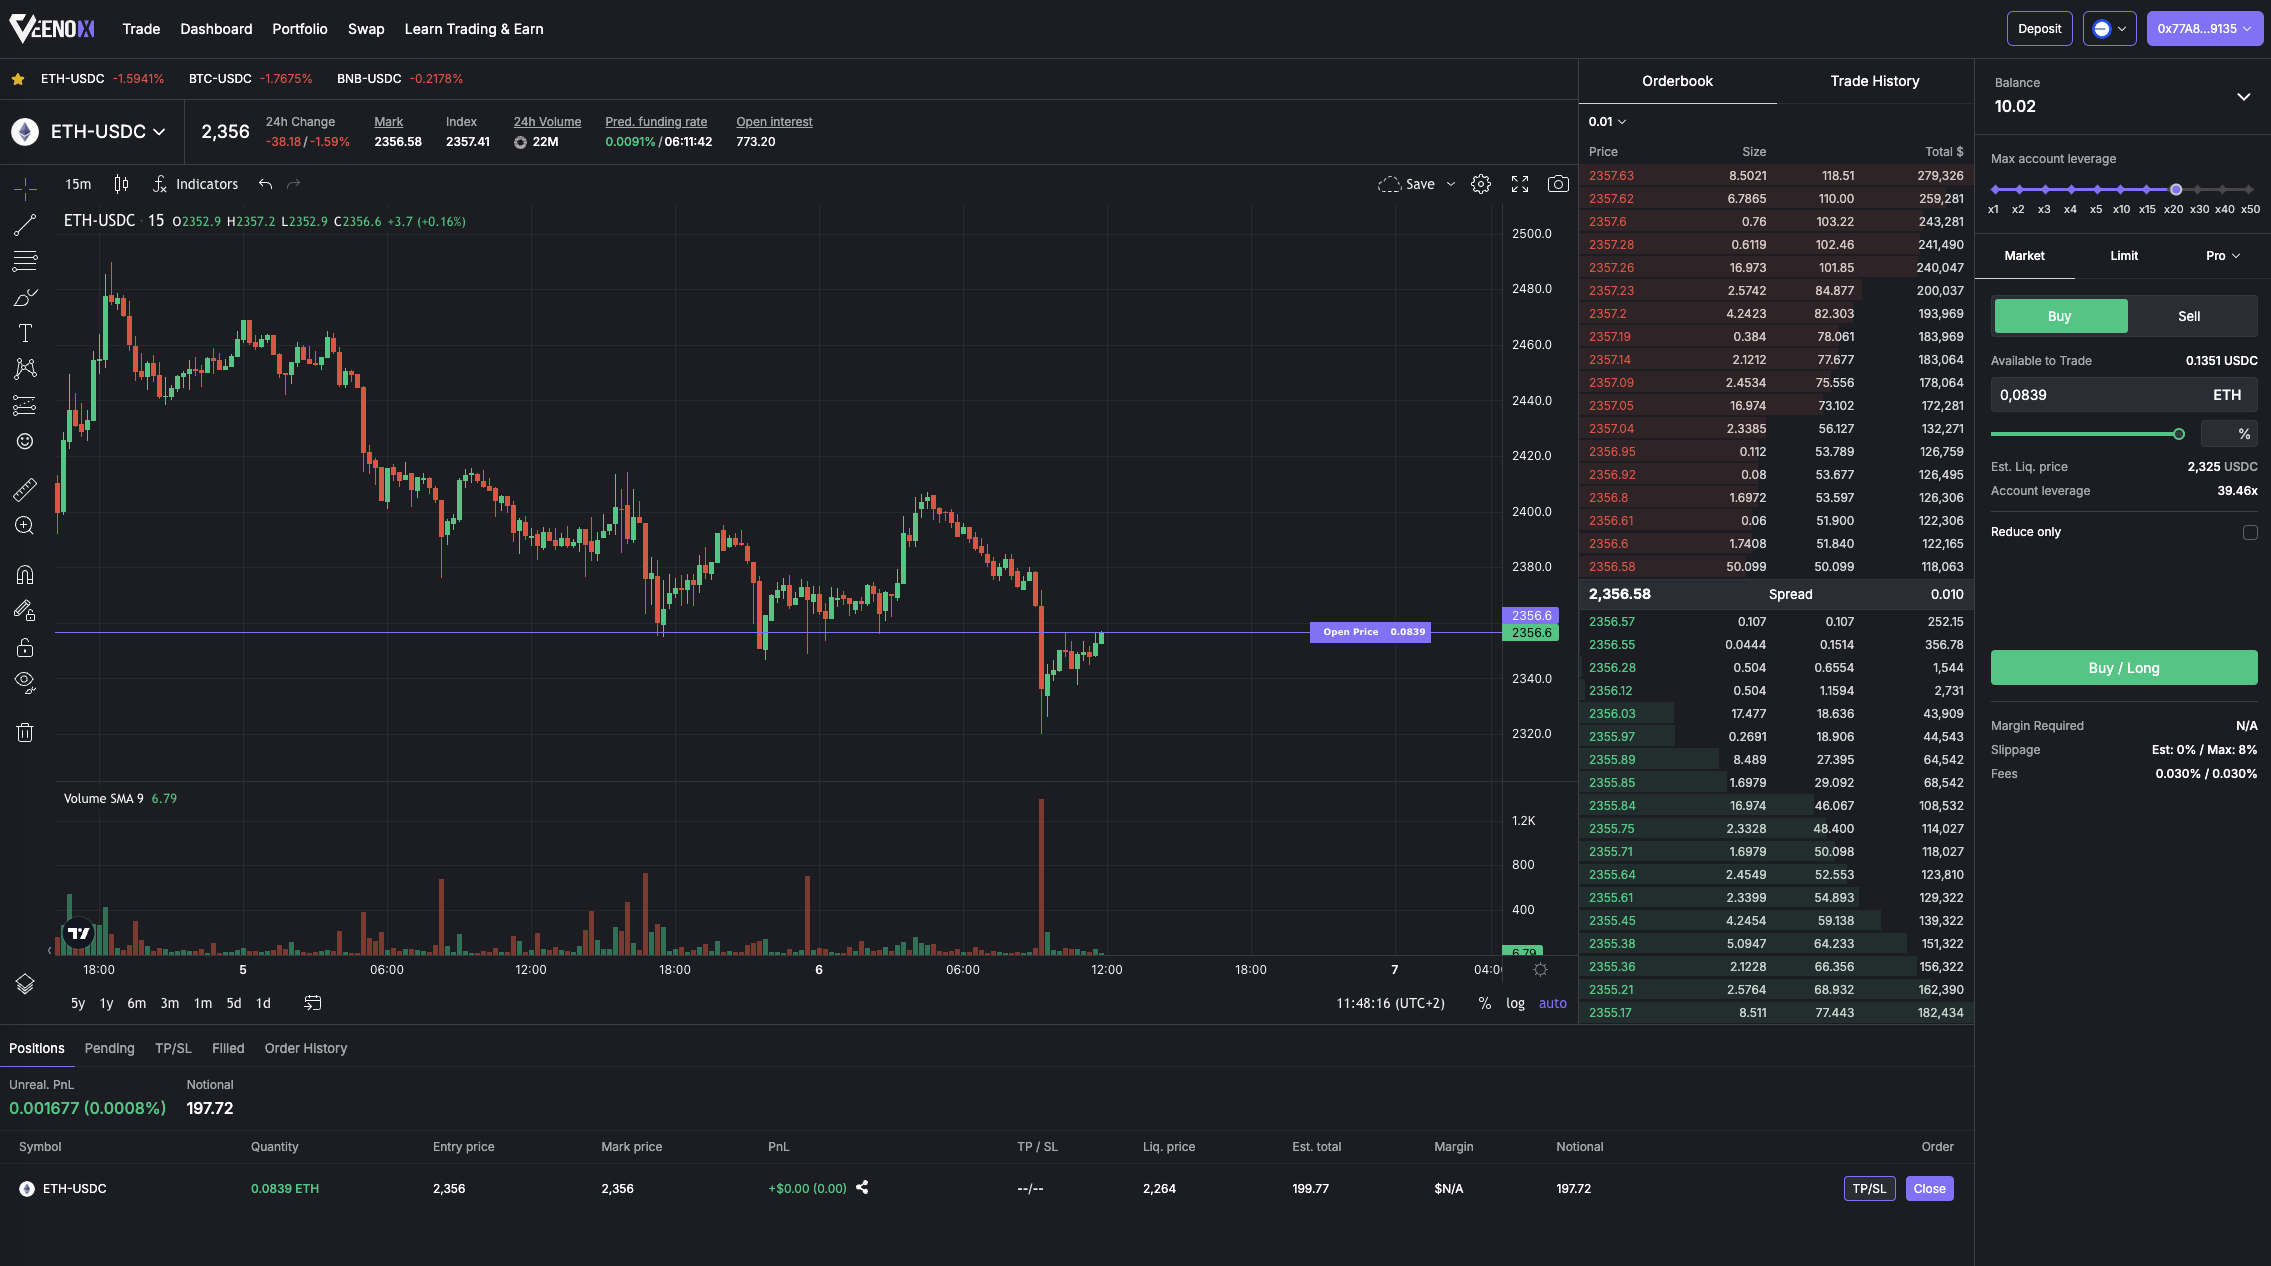 VEENOX Trade Dashboard Portfolio Swap Learn Trading & Earn Deposit 0x77A8...9135
ETH-USDC -1.5941% BTC-USDC -1.7675% BNB-USDC -0.2178%
ETH-USDC 2,356
24h Change Mark Index 24h Volume Pred. funding rate Open interest
-38.18 / -1.59% 2356.58 2357.41 22M 0.0091% / 06:11:42 773.20
15m Indicators Save
ETH-USDC · 15 O2352.9 H2357.2 L2352.9 C2356.6 +3.7 (+0.16%)
2500.0
2480.0
2460.0
2440.0
2420.0
2400.0
2380.0
2356.6
Open Price 0.0839
2356.6
2340.0
2320.0
Volume SMA 9 6.79
1.2K
800
400
6.79
18:00 5 06:00 12:00 18:00 6 06:00 12:00 18:00 7 04:00
5y 1y 6m 3m 1m 5d 1d 11:48:16 (UTC+2) % log auto
Orderbook Trade History
0.01
Price Size Total $
2357.63 8.5021 118.51 279,326
2357.62 6.7865 110.00 259,281
2357.6 0.76 103.22 243,281
2357.28 0.6119 102.46 241,490
2357.26 16.973 101.85 240,047
2357.23 2.5742 84.877 200,037
2357.2 4.2423 82.303 193,969
2357.19 0.384 78.061 183,969
2357.14 2.1212 77.677 183,064
2357.09 2.4534 75.556 178,064
2357.05 16.974 73.102 172,281
2357.04 2.3385 56.127 132,271
2356.95 0.112 53.789 126,759
2356.92 0.08 53.677 126,495
2356.8 1.6972 53.597 126,306
2356.61 0.06 51.900 122,306
2356.6 1.7408 51.840 122,165
2356.58 50.099 50.099 118,063
2,356.58 Spread 0.010
2356.57 0.107 0.107 252.15
2356.55 0.0444 0.1514 356.78
2356.28 0.504 0.6554 1,544
2356.12 0.504 1.1594 2,731
2356.03 17.477 18.636 43,909
2355.97 0.2691 18.906 44,543
2355.89 8.489 27.395 64,542
2355.85 1.6979 29.092 68,542
2355.84 16.974 46.067 108,532
2355.75 2.3328 48.400 114,027
2355.71 1.6979 50.098 118,027
2355.64 2.4549 52.553 123,810
2355.61 2.3399 54.893 129,322
2355.45 4.2454 59.138 139,322
2355.38 5.0947 64.233 151,322
2355.36 2.1228 66.356 156,322
2355.21 2.5764 68.932 162,390
2355.17 8.511 77.443 182,434
Balance
10.02
Max account leverage
x1 x2 x3 x4 x5 x10 x15 x20 x30 x40 x50
Market Limit Pro
Buy Sell
Available to Trade 0.1351 USDC
0,0839 ETH
%
Est. Liq. price 2,325 USDC
Account leverage 39.46x
Reduce only
Buy / Long
Margin Required N/A
Slippage Est: 0% / Max: 8%
Fees 0.030% / 0.030%
Positions Pending TP/SL Filled Order History
Unreal. PnL Notional
0.001677 (0.0008%) 197.72
Symbol Quantity Entry price Mark price PnL TP / SL Liq. price Est. total Margin Notional Order
ETH-USDC 0.0839 ETH 2,356 2,356 +$0.00 (0.00) --/-- 2,264 199.77 $N/A 197.72 TP/SL Close